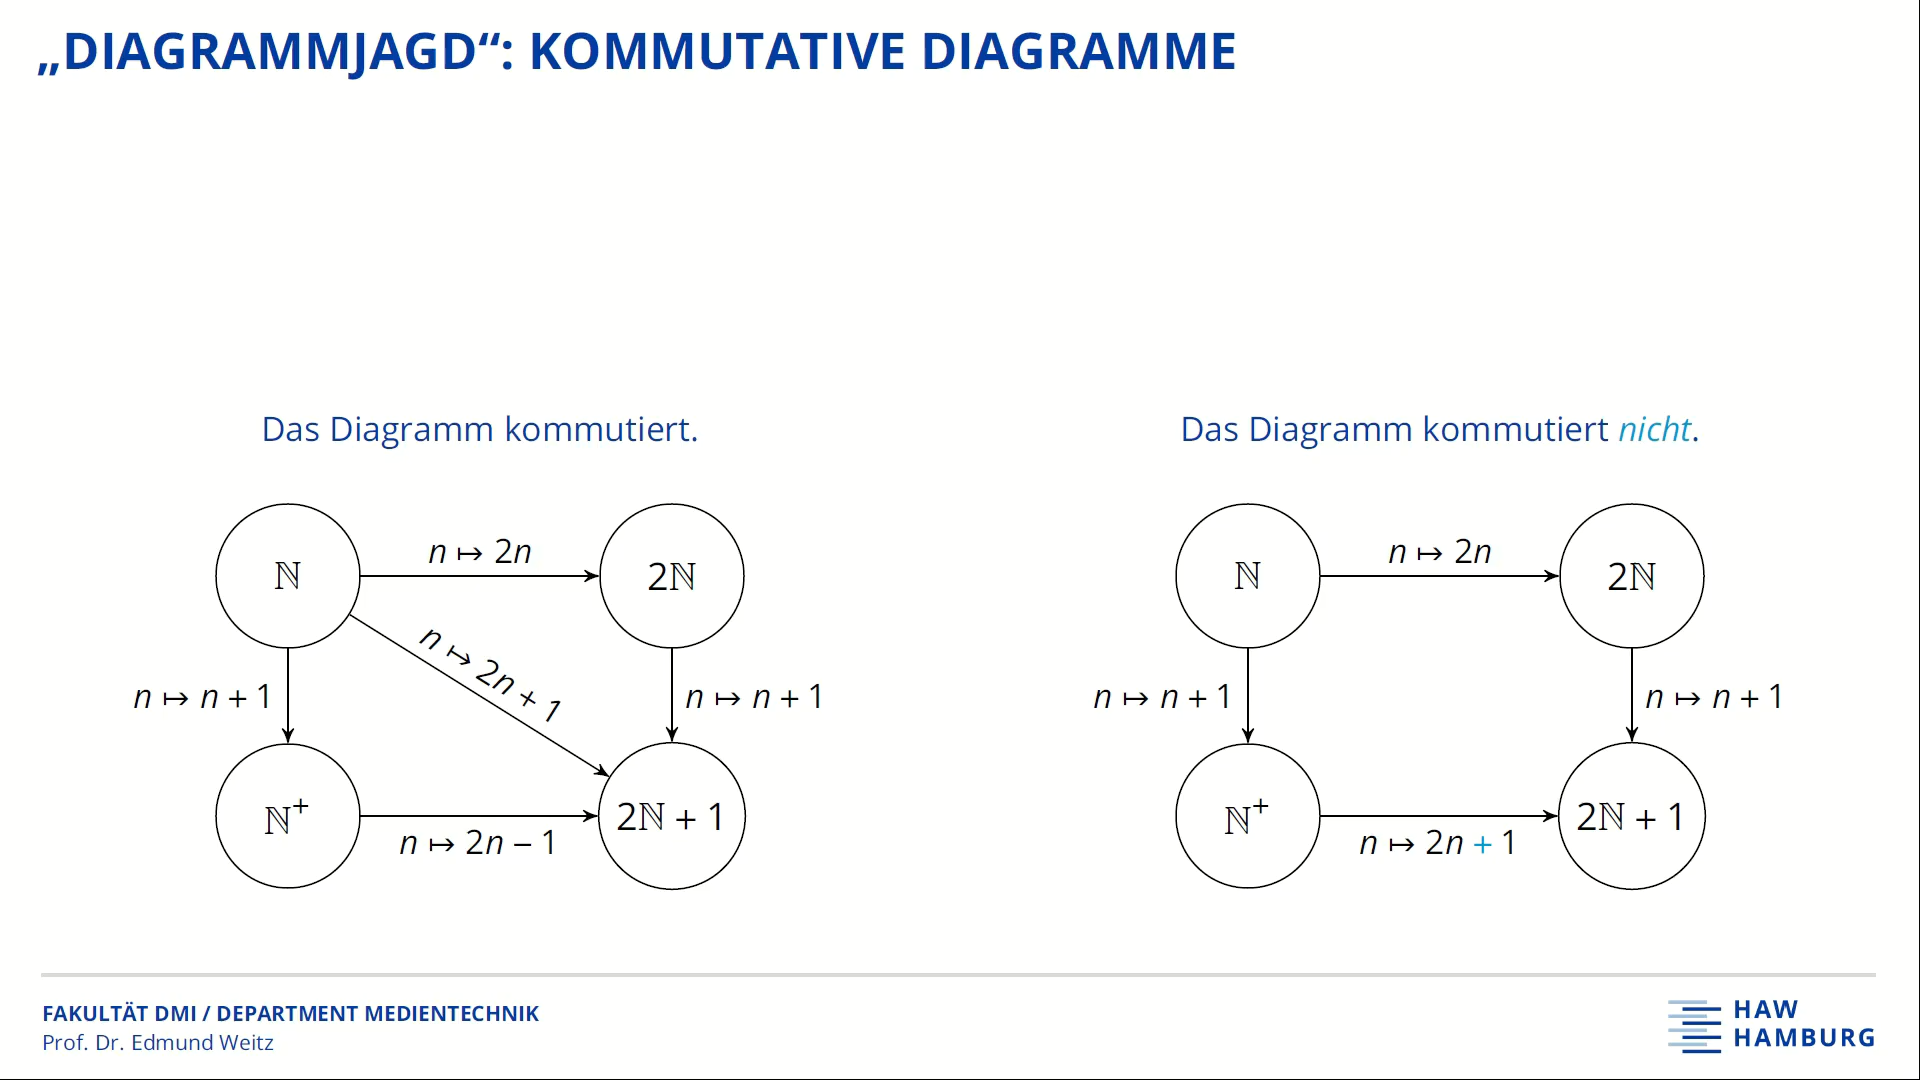 „DIAGRAMMJAGD“: KOMMUTATIVE DIAGRAMME
Das Diagramm kommutiert.
ℕ
n ↦ 2n
2ℕ
n ↦ n + 1
n ↦ 2n + 1
n ↦ n + 1
ℕ⁺
n ↦ 2n − 1
2ℕ + 1
Das Diagramm kommutiert nicht.
ℕ
n ↦ 2n
2ℕ
n ↦ n + 1
n ↦ n + 1
ℕ⁺
n ↦ 2n + 1
2ℕ + 1
FAKULTÄT DMI / DEPARTMENT MEDIENTECHNIK
Prof. Dr. Edmund Weitz
HAW
HAMBURG